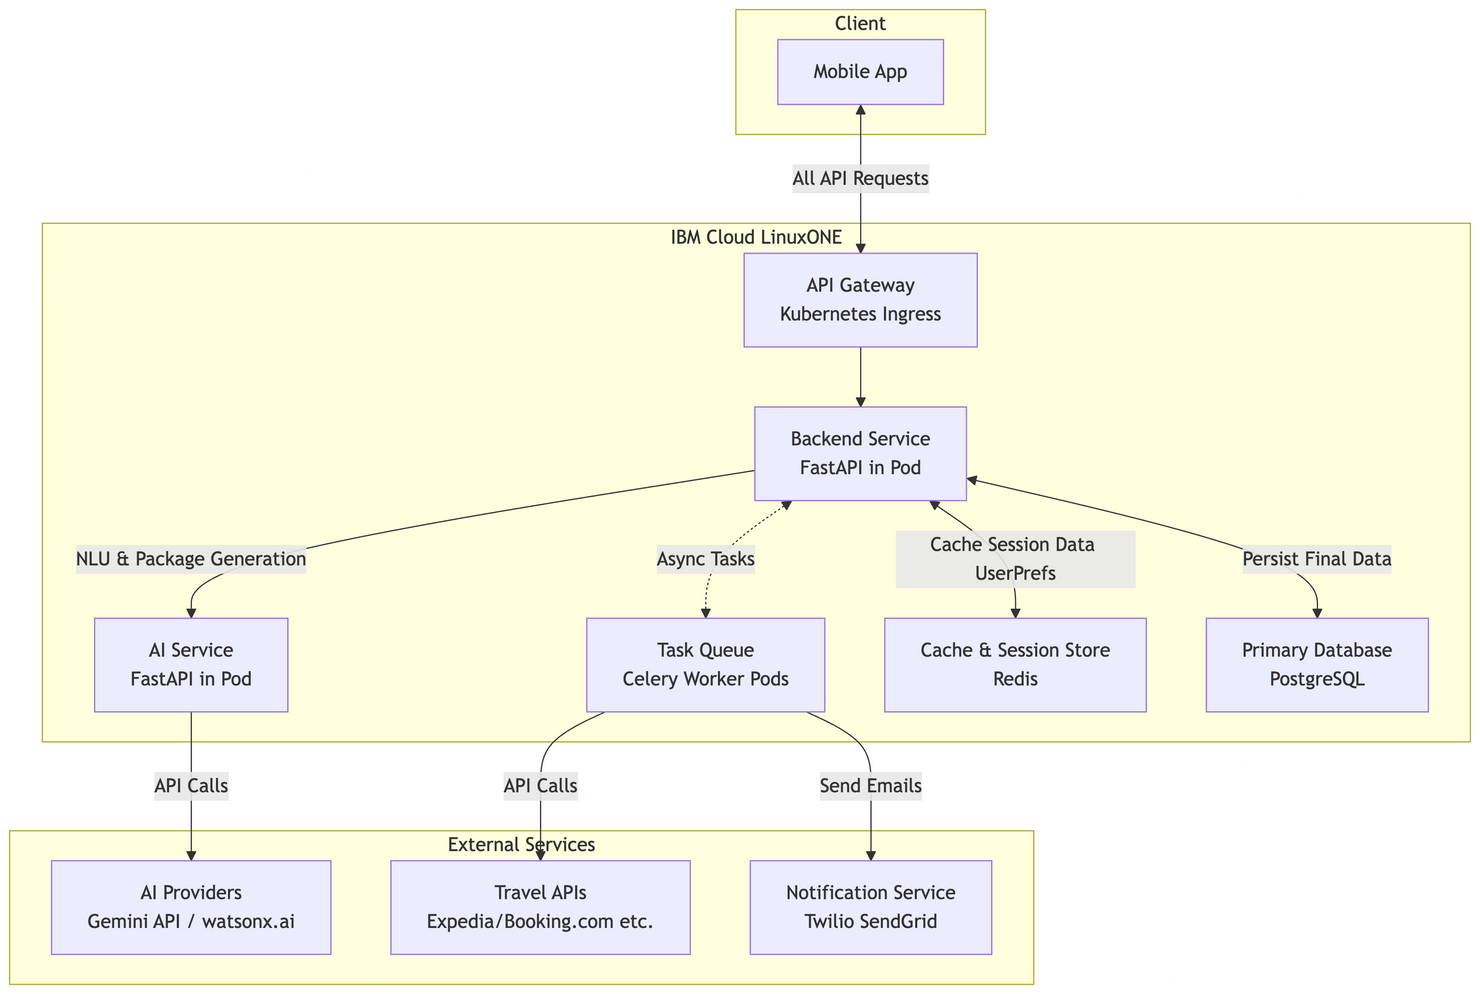 Client
Mobile App
All API Requests
IBM Cloud LinuxONE
API Gateway
Kubernetes Ingress
Backend Service
FastAPI in Pod
NLU & Package Generation
Async Tasks
Cache Session Data
UserPrefs
Persist Final Data
AI Service
FastAPI in Pod
Task Queue
Celery Worker Pods
Cache & Session Store
Redis
Primary Database
PostgreSQL
API Calls
API Calls
Send Emails
External Services
AI Providers
Gemini API / watsonx.ai
Travel APIs
Expedia/Booking.com etc.
Notification Service
Twilio SendGrid